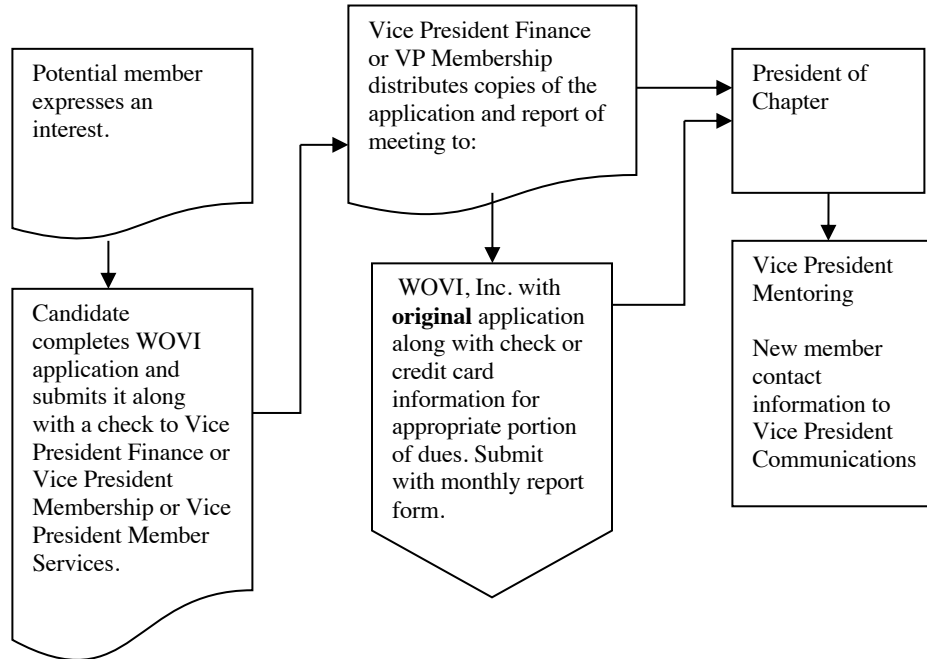 Potential member
expresses an
interest.
Candidate
completes WOVI
application and
submits it along
with a check to Vice
President Finance or
Vice President
Membership or Vice
President Member
Services.
Vice President Finance
or VP Membership
distributes copies of the
application and report of
meeting to:
WOVI, Inc. with
original application
along with check or
credit card
information for
appropriate portion
of dues. Submit
with monthly report
form.
President of
Chapter
Vice President
Mentoring
New member
contact
information to
Vice President
Communications